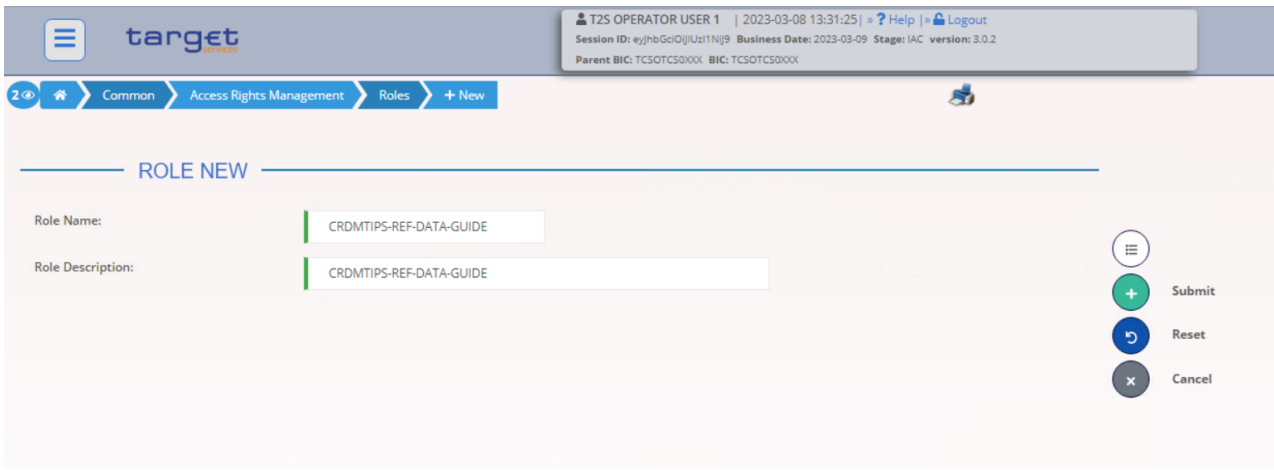 target
services
T2S OPERATOR USER 1 | 2023-03-08 13:31:25| » ? Help |» Logout
Session ID: eyJhbGciOiJIUzI1NiJ9 Business Date: 2023-03-09 Stage: IAC version: 3.0.2
Parent BIC: TCSOTCS0XXX BIC: TCSOTCS0XXX
2 Common Access Rights Management Roles + New
ROLE NEW
Role Name: CRDMTIPS-REF-DATA-GUIDE
Role Description: CRDMTIPS-REF-DATA-GUIDE
Submit
Reset
Cancel